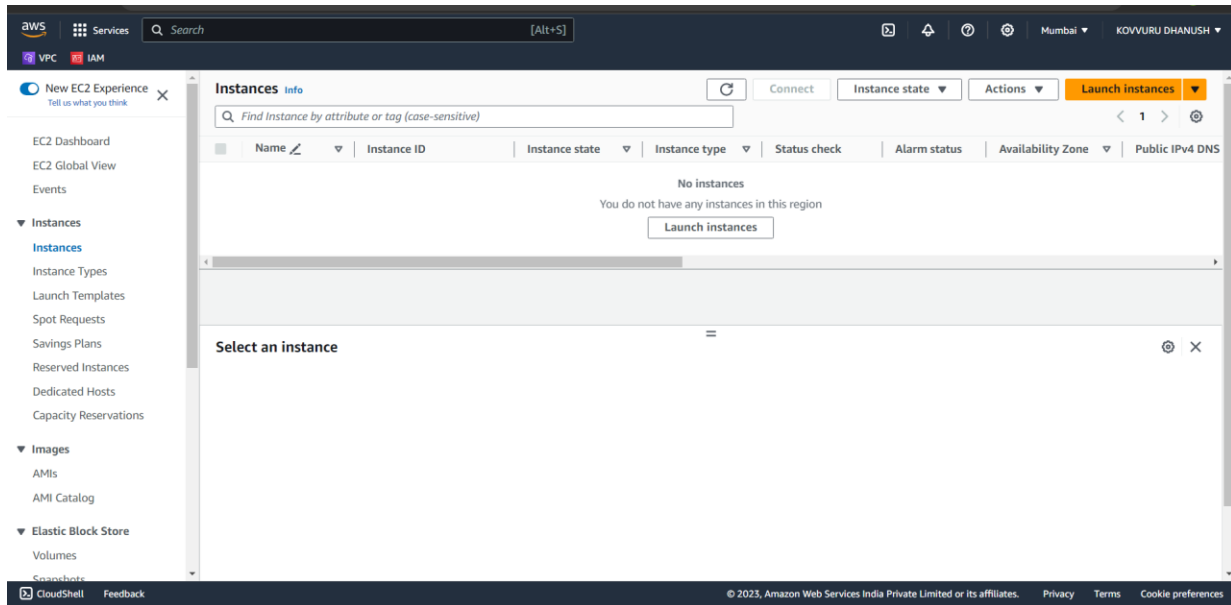 aws Services Search [Alt+S] Mumbai KOVVURU DHANUSH
VPC IAM
New EC2 Experience
Tell us what you think
EC2 Dashboard
EC2 Global View
Events
Instances
Instances
Instance Types
Launch Templates
Spot Requests
Savings Plans
Reserved Instances
Dedicated Hosts
Capacity Reservations
Images
AMIs
AMI Catalog
Elastic Block Store
Volumes
Snapshots
Instances Info Connect Instance state Actions Launch instances
Find Instance by attribute or tag (case-sensitive) 1
Name Instance ID Instance state Instance type Status check Alarm status Availability Zone Public IPv4 DNS
No instances
You do not have any instances in this region
Launch instances
Select an instance
CloudShell Feedback © 2023, Amazon Web Services India Private Limited or its affiliates. Privacy Terms Cookie preferences